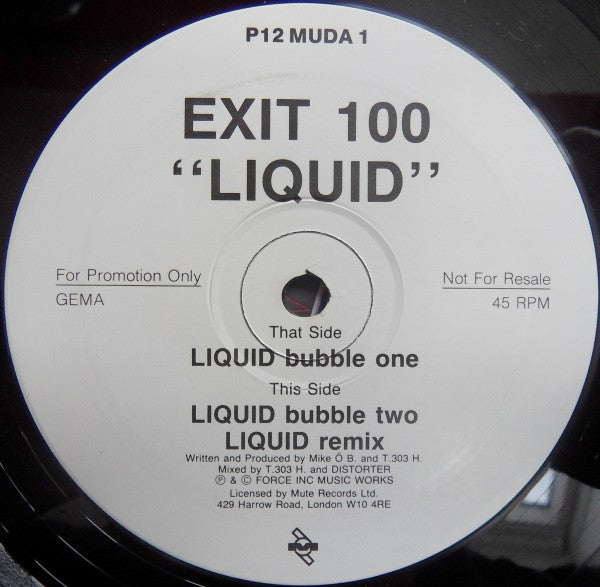 P12 MUDA 1
EXIT 100
“LIQUID”
For Promotion Only
GEMA
Not For Resale
45 RPM
That Side
LIQUID bubble one
This Side
LIQUID bubble two
LIQUID remix
Written and Produced by Mike Ö B. and T.303 H.
Mixed by T.303 H. and DISTORTER
℗ & © FORCE INC MUSIC WORKS
Licensed by Mute Records Ltd.
429 Harrow Road, London W10 4RE